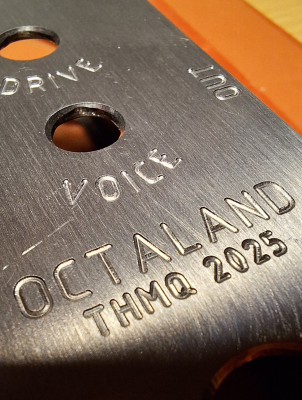 DRIVE
OUT
VOICE
OCTALAND
THMQ 2025